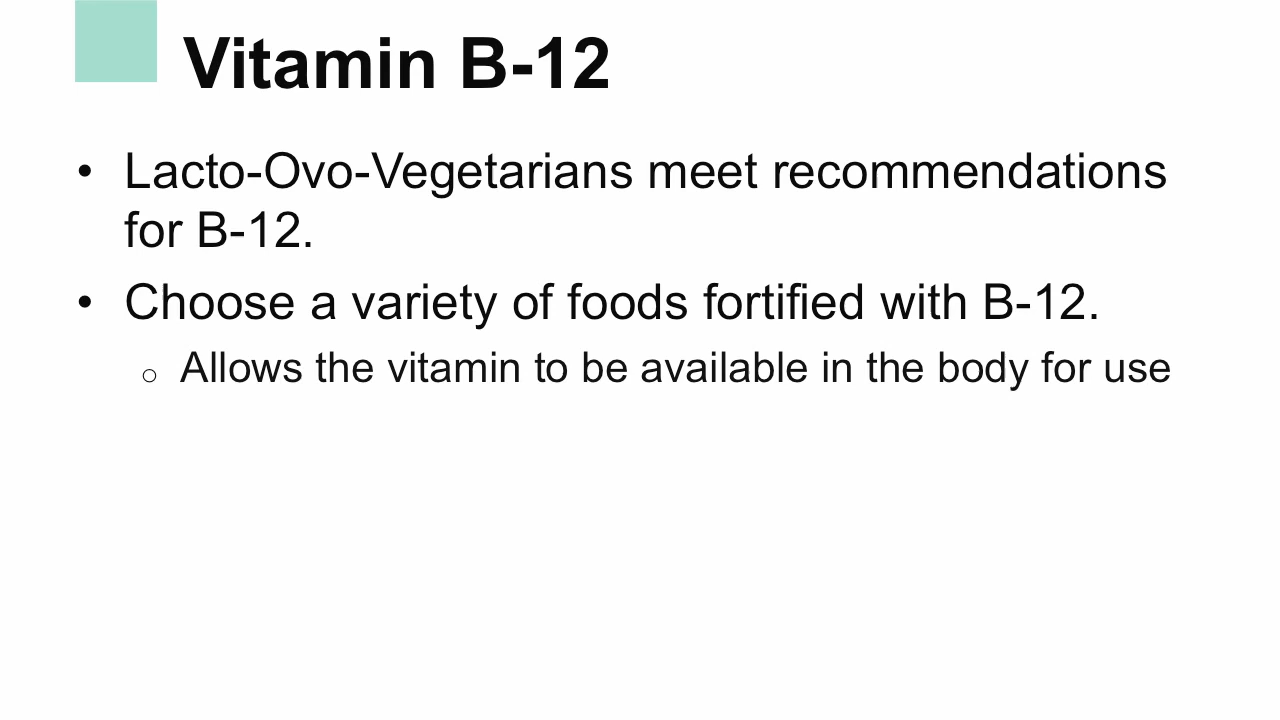 Vitamin B-12
• Lacto-Ovo-Vegetarians meet recommendations
for B-12.
• Choose a variety of foods fortified with B-12.
o Allows the vitamin to be available in the body for use